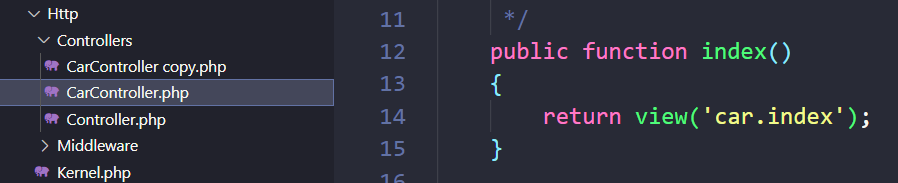 Http
Controllers
CarController copy.php
CarController.php
Controller.php
Middleware
Kernel.php
11 */
12 public function index()
13 {
14 return view('car.index');
15 }
16